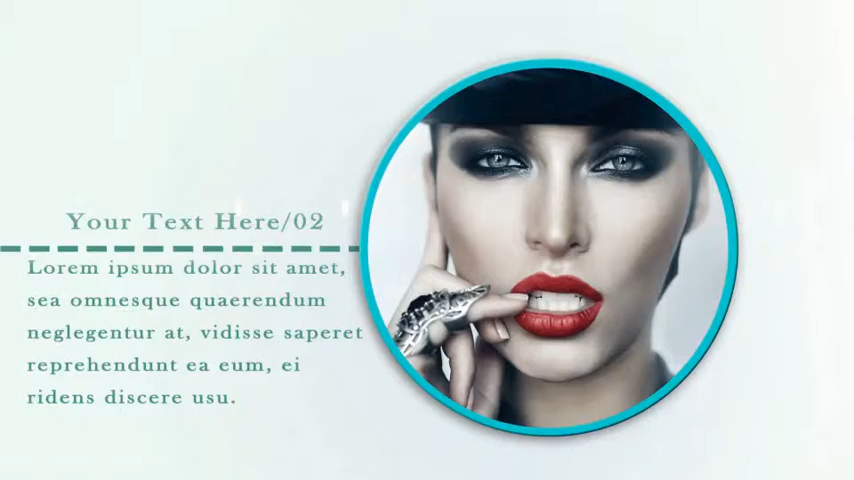 Your Text Here/02
Lorem ipsum dolor sit amet,
sea omnesque quaerendum
neglegentur at, vidisse saperet
reprehendunt ea eum, ei
ridens discere usu.